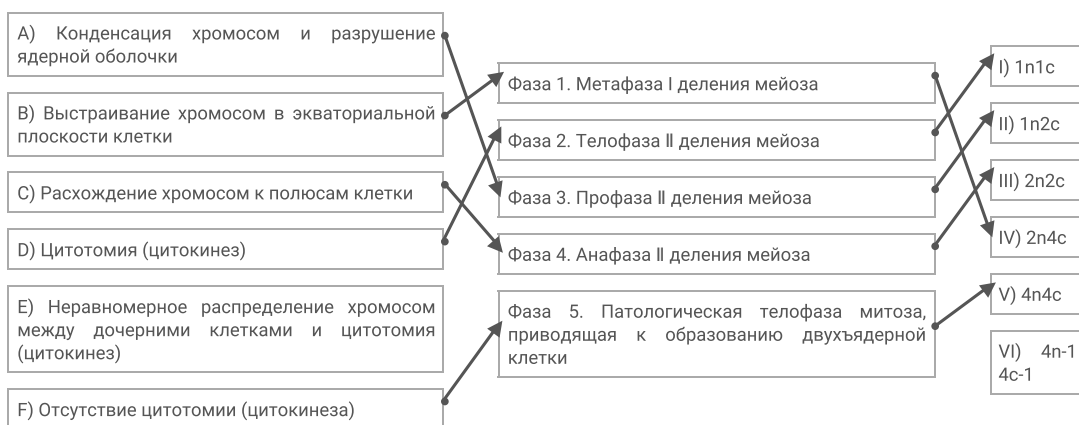 A) Конденсация хромосом и разрушение
ядерной оболочки
B) Выстраивание хромосом в экваториальной
плоскости клетки
C) Расхождение хромосом к полюсам клетки
D) Цитотомия (цитокинез)
E) Неравномерное распределение хромосом
между дочерними клетками и цитотомия
(цитокинез)
F) Отсутствие цитотомии (цитокинеза)
Фаза 1. Метафаза I деления мейоза
Фаза 2. Телофаза II деления мейоза
Фаза 3. Профаза II деления мейоза
Фаза 4. Анафаза II деления мейоза
Фаза 5. Патологическая телофаза митоза,
приводящая к образованию двухъядерной
клетки
I) 1n1c
II) 1n2c
III) 2n2c
IV) 2n4c
V) 4n4c
VI) 4n-1
4c-1